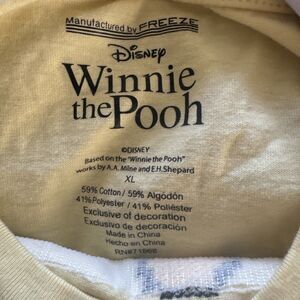 Manufactured by FREEZE
Disney
Winnie
the Pooh
©DISNEY
Based on the "Winnie the Pooh"
works by A.A. Milne and E.H.Shepard
XL
59% Cotton / 59% Algodón
41% Polyester / 41% Poliéster
Exclusive of decoration
Exclusivo de decoración
Made in China
Hecho en China